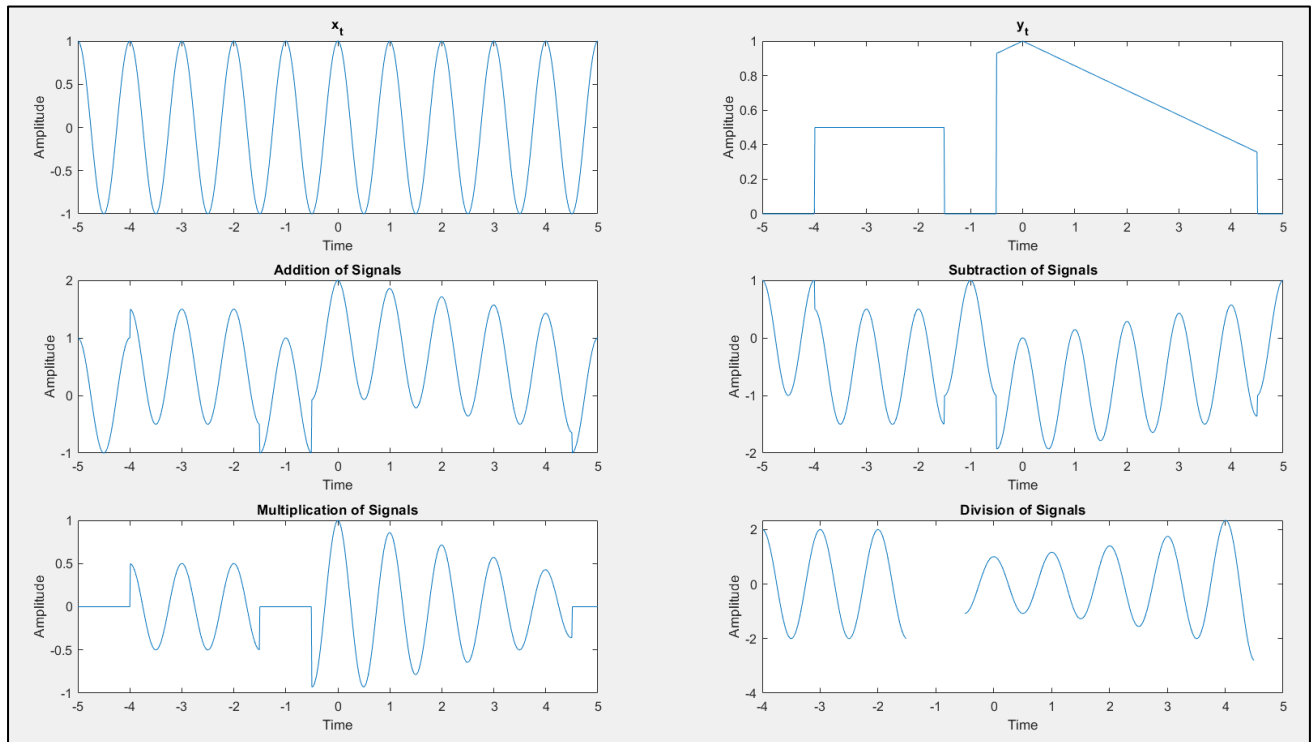 x_t
1
0.5
0
-0.5
-1
Amplitude
-5 -4 -3 -2 -1 0 1 2 3 4 5
Time
y_t
1
0.8
0.6
0.4
0.2
0
Amplitude
-5 -4 -3 -2 -1 0 1 2 3 4 5
Time
Addition of Signals
2
1
0
-1
Amplitude
-5 -4 -3 -2 -1 0 1 2 3 4 5
Time
Subtraction of Signals
1
0
-1
-2
Amplitude
-5 -4 -3 -2 -1 0 1 2 3 4 5
Time
Multiplication of Signals
1
0.5
0
-0.5
-1
Amplitude
-5 -4 -3 -2 -1 0 1 2 3 4 5
Time
Division of Signals
2
0
-2
-4
Amplitude
-4 -3 -2 -1 0 1 2 3 4 5
Time